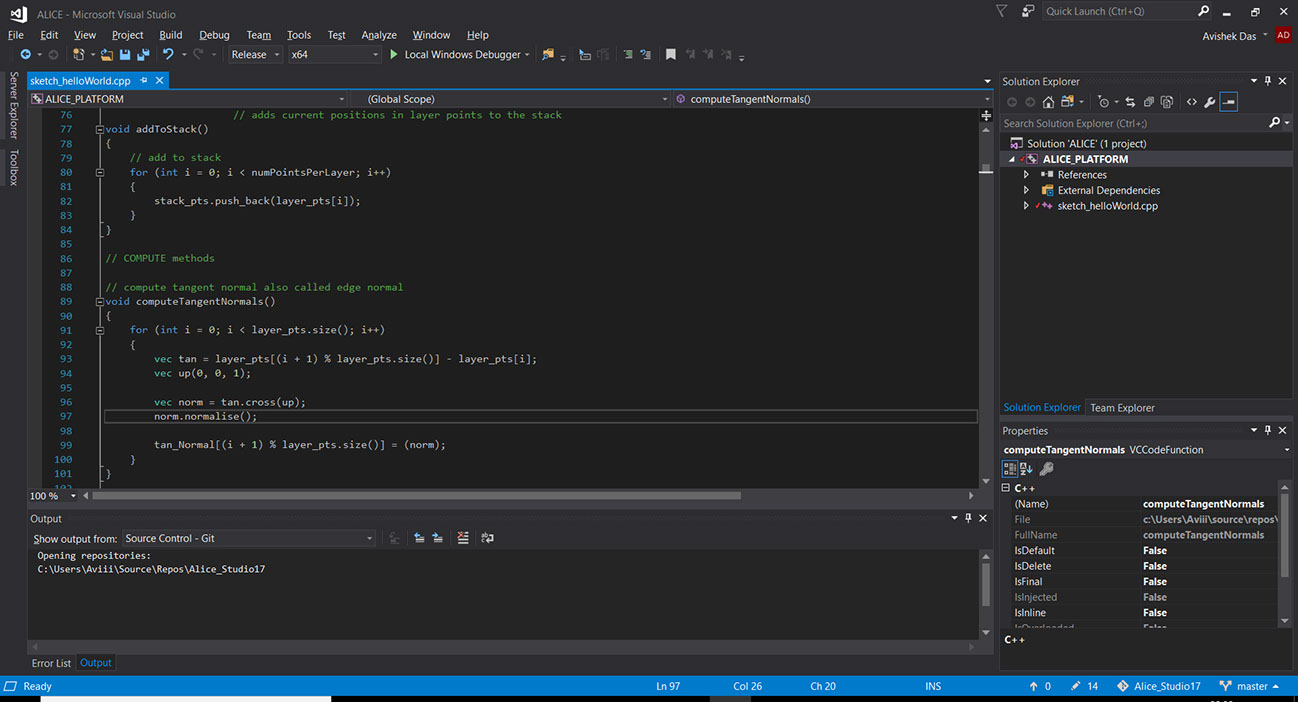 ALICE - Microsoft Visual Studio
Quick Launch (Ctrl+Q)
File Edit View Project Build Debug Team Tools Test Analyze Window Help
Avishek Das AD
Release x64 Local Windows Debugger
Server Explorer
Toolbox
sketch_helloWorld.cpp
ALICE_PLATFORM (Global Scope) computeTangentNormals()
76 // adds current positions in layer points to the stack
77 void addToStack()
78 {
79 // add to stack
80 for (int i = 0; i < numPointsPerLayer; i++)
81 {
82 stack_pts.push_back(layer_pts[i]);
83 }
84 }
85
86 // COMPUTE methods
87
88 // compute tangent normal also called edge normal
89 void computeTangentNormals()
90 {
91 for (int i = 0; i < layer_pts.size(); i++)
92 {
93 vec tan = layer_pts[(i + 1) % layer_pts.size()] - layer_pts[i];
94 vec up(0, 0, 1);
95
96 vec norm = tan.cross(up);
97 norm.normalise();
98
99 tan_Normal[(i + 1) % layer_pts.size()] = (norm);
100 }
101 }
102
100 %
Output
Show output from: Source Control - Git
Opening repositories:
C:\Users\Aviii\Source\Repos\Alice_Studio17
Error List Output
Solution Explorer
Search Solution Explorer (Ctrl+;)
Solution 'ALICE' (1 project)
ALICE_PLATFORM
References
External Dependencies
sketch_helloWorld.cpp
Solution Explorer Team Explorer
Properties
computeTangentNormals VCCodeFunction
C++
(Name) computeTangentNormals
File c:\Users\Aviii\source\repos\
FullName computeTangentNormals
IsDefault False
IsDelete False
IsFinal False
IsInjected False
IsInline False
IsOverloaded False
C++
Ready Ln 97 Col 26 Ch 20 INS 0 14 Alice_Studio17 master